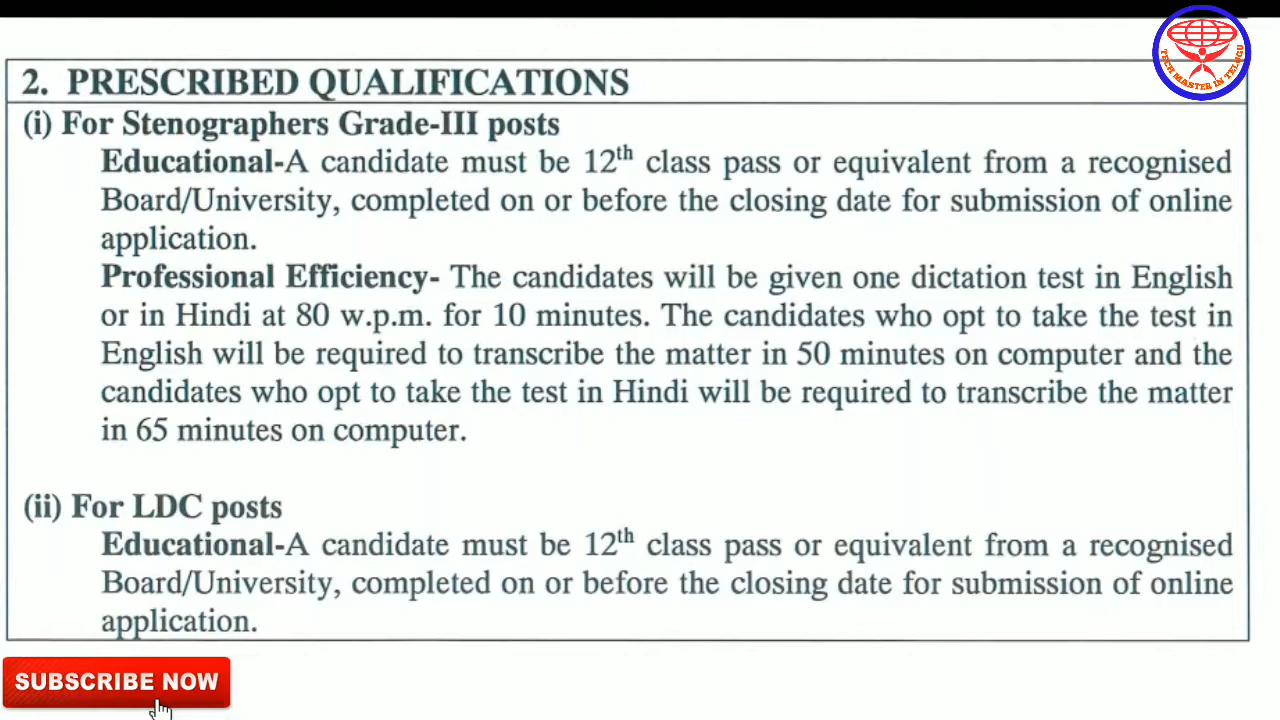 TECH MASTER IN TELUGU
2. PRESCRIBED QUALIFICATIONS
(i) For Stenographers Grade-III posts
Educational-A candidate must be 12th class pass or equivalent from a recognised
Board/University, completed on or before the closing date for submission of online
application.
Professional Efficiency- The candidates will be given one dictation test in English
or in Hindi at 80 w.p.m. for 10 minutes. The candidates who opt to take the test in
English will be required to transcribe the matter in 50 minutes on computer and the
candidates who opt to take the test in Hindi will be required to transcribe the matter
in 65 minutes on computer.
(ii) For LDC posts
Educational-A candidate must be 12th class pass or equivalent from a recognised
Board/University, completed on or before the closing date for submission of online
application.
SUBSCRIBE NOW